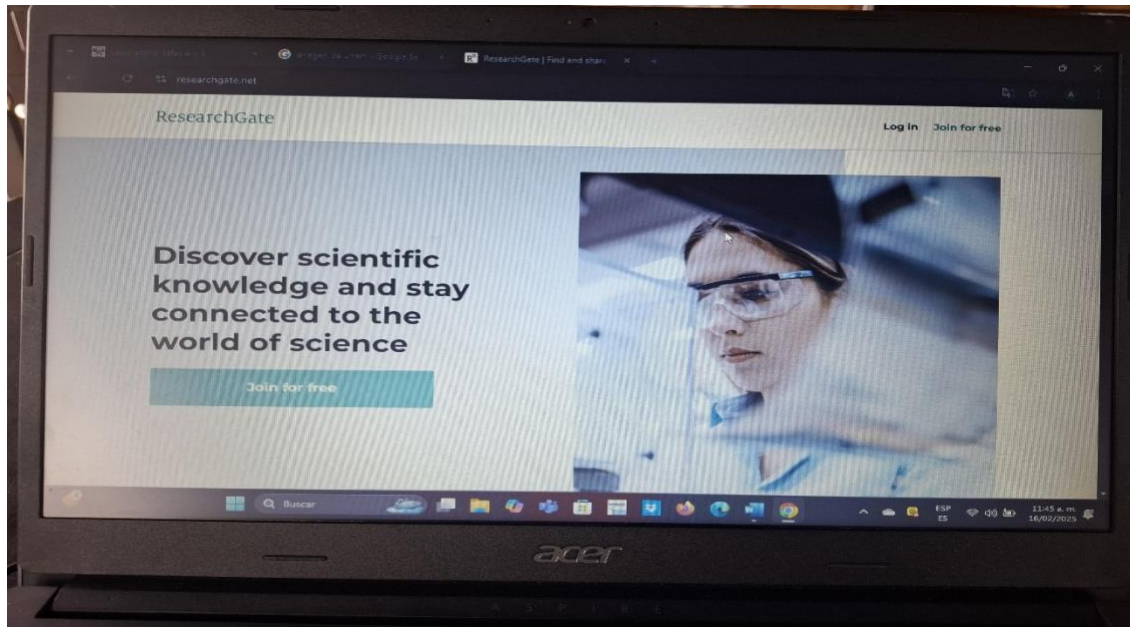 ResearchGate | Find and share
researchgate.net
ResearchGate
Log in Join for free
Discover scientific
knowledge and stay
connected to the
world of science
Join for free
Buscar
ESP
ES
11:45 a. m.
16/02/2025
acer
ASPIRE